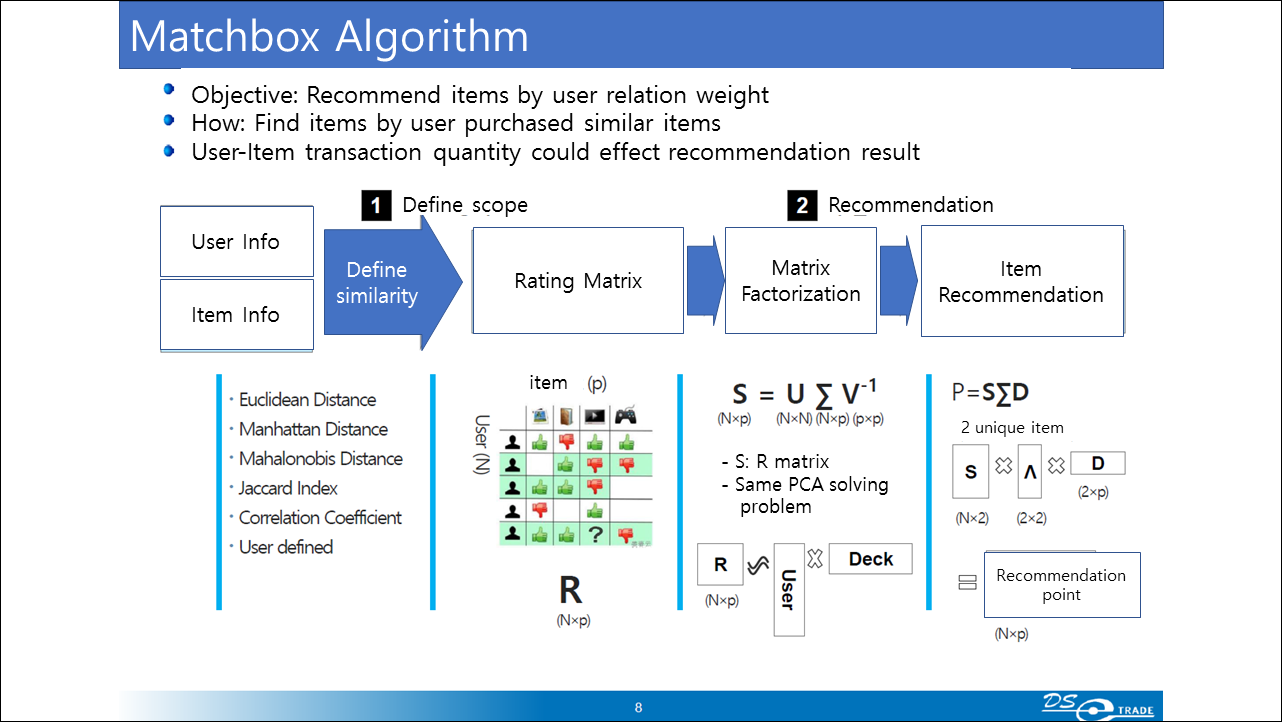 Matchbox Algorithm
Objective: Recommend items by user relation weight
How: Find items by user purchased similar items
User-Item transaction quantity could effect recommendation result
1 Define scope
2 Recommendation
User Info
Item Info
Define
similarity
Rating Matrix
Matrix
Factorization
Item
Recommendation
· Euclidean Distance
· Manhattan Distance
· Mahalonobis Distance
· Jaccard Index
· Correlation Coefficient
· User defined
item (p)
User (N)
?
R
(N×p)
S = U ∑ V-1
(N×p) (N×N) (N×p) (p×p)
- S: R matrix
- Same PCA solving
problem
R
(N×p)
User
Deck
P=S∑D
2 unique item
S
Λ
D
(N×2)
(2×2)
(2×p)
=
Recommendation
point
(N×p)
8
DS e TRADE